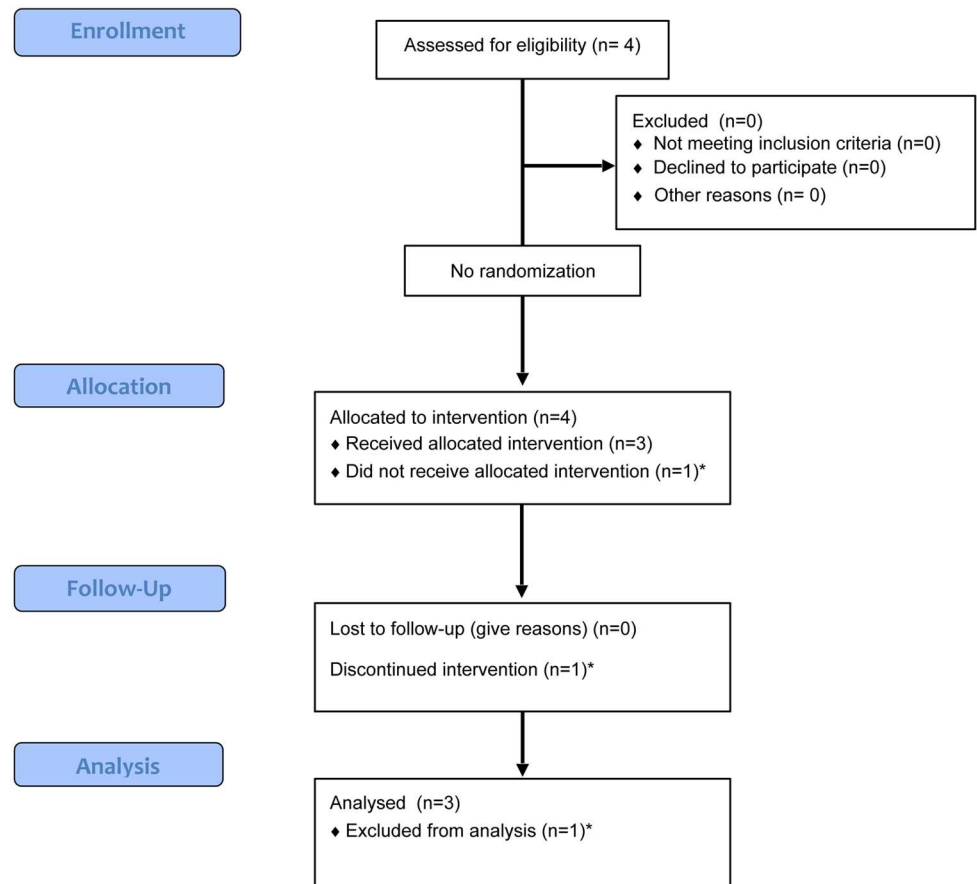 Enrollment
Assessed for eligibility (n= 4)
Excluded (n=0)
♦ Not meeting inclusion criteria (n=0)
♦ Declined to participate (n=0)
♦ Other reasons (n= 0)
No randomization
Allocation
Allocated to intervention (n=4)
♦ Received allocated intervention (n=3)
♦ Did not receive allocated intervention (n=1)*
Follow-Up
Lost to follow-up (give reasons) (n=0)
Discontinued intervention (n=1)*
Analysis
Analysed (n=3)
♦ Excluded from analysis (n=1)*